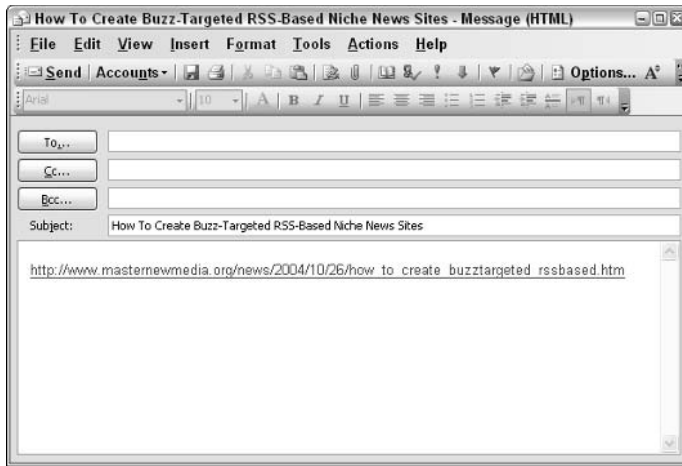 How To Create Buzz-Targeted RSS-Based Niche News Sites - Message (HTML)
File Edit View Insert Format Tools Actions Help
Send Accounts Options... A
Arial 10 A B I U
To...
Cc...
Bcc...
Subject: How To Create Buzz-Targeted RSS-Based Niche News Sites
http://www.masternewmedia.org/news/2004/10/26/how_to_create_buzztargeted_rssbased.htm